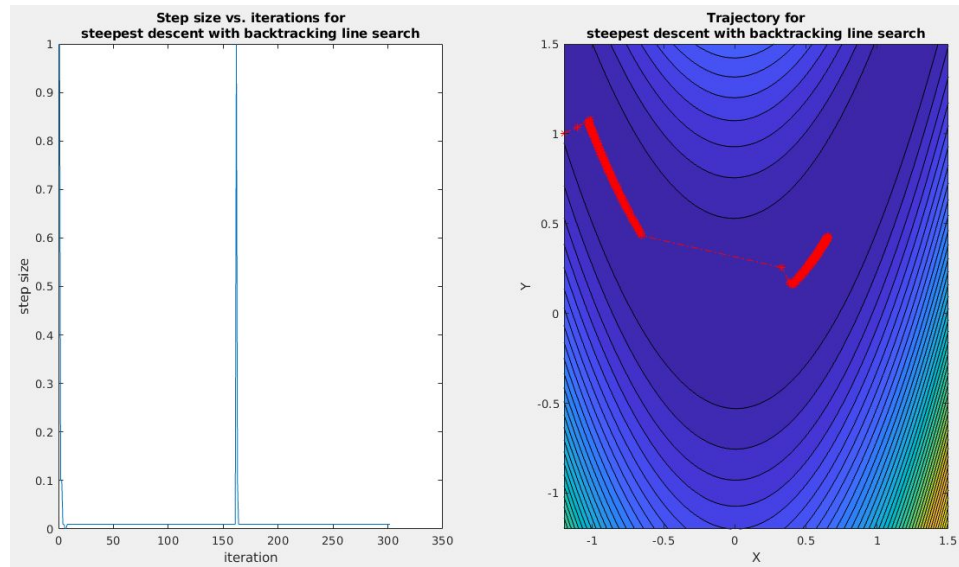 Step size vs. iterations for
steepest descent with backtracking line search
1
0.9
0.8
0.7
0.6
0.5
0.4
0.3
0.2
0.1
0
step size
0 50 100 150 200 250 300 350
iteration
Trajectory for
steepest descent with backtracking line search
1.5
1
0.5
0
-0.5
-1
Y
-1 -0.5 0 0.5 1 1.5
X